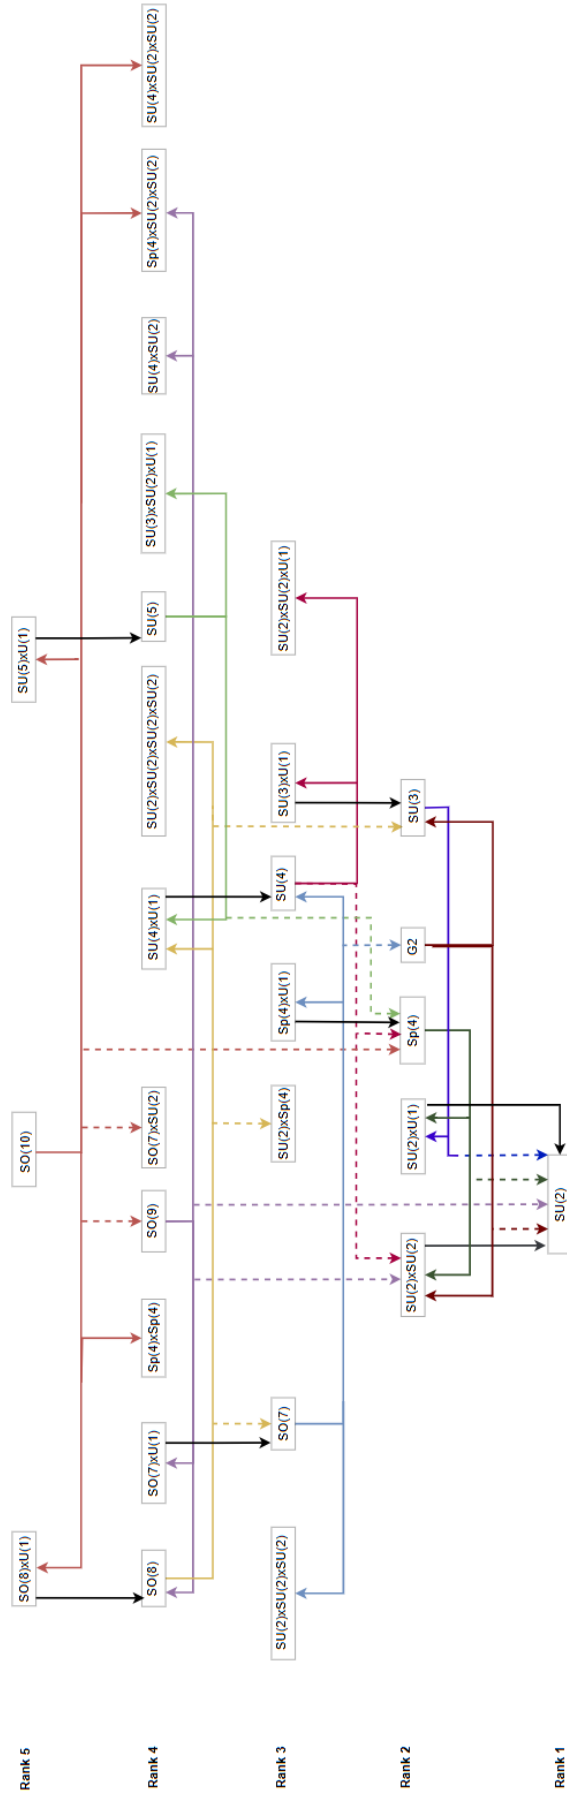 Rank 5
SO(8)xU(1)
SO(10)
SU(5)xU(1)
Rank 4
SO(8)
SO(7)xU(1)
Sp(4)xSp(4)
SO(9)
SO(7)xSU(2)
SU(4)xU(1)
SU(2)xSU(2)xSU(2)xSU(2)
SU(5)
SU(3)xSU(2)xU(1)
SU(4)xSU(2)
Sp(4)xSU(2)xSU(2)
SU(4)xSU(2)xSU(2)
Rank 3
SU(2)xSU(2)xSU(2)
SO(7)
SU(2)xSp(4)
Sp(4)xU(1)
SU(4)
SU(3)xU(1)
SU(2)xSU(2)xU(1)
Rank 2
SU(2)xSU(2)
SU(2)xU(1)
Sp(4)
G2
SU(3)
Rank 1
SU(2)